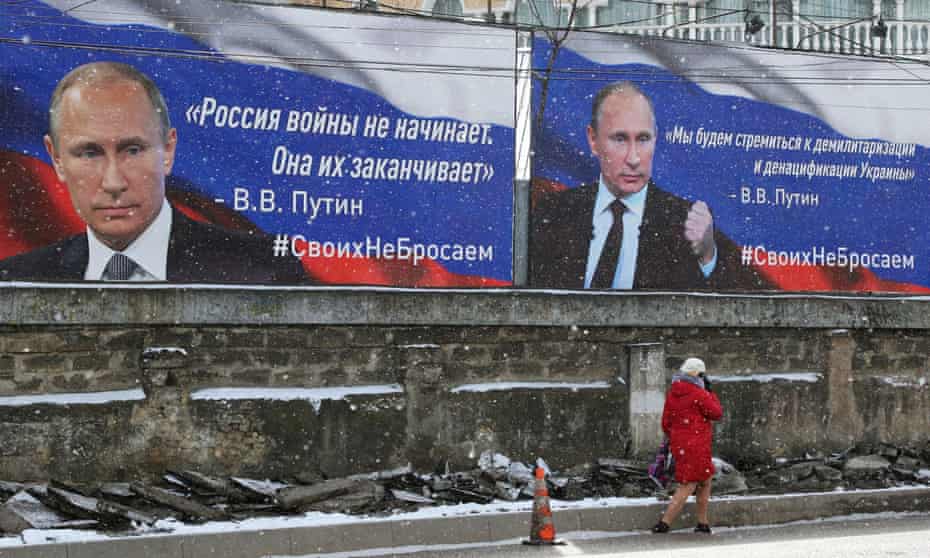 «Россия войны не начинает.
Она их заканчивает»
- В.В. Путин
#СвоихНеБросаем
«Мы будем стремиться к демилитаризации
и денацификации Украины»
- В.В. Путин
#СвоихНеБросаем